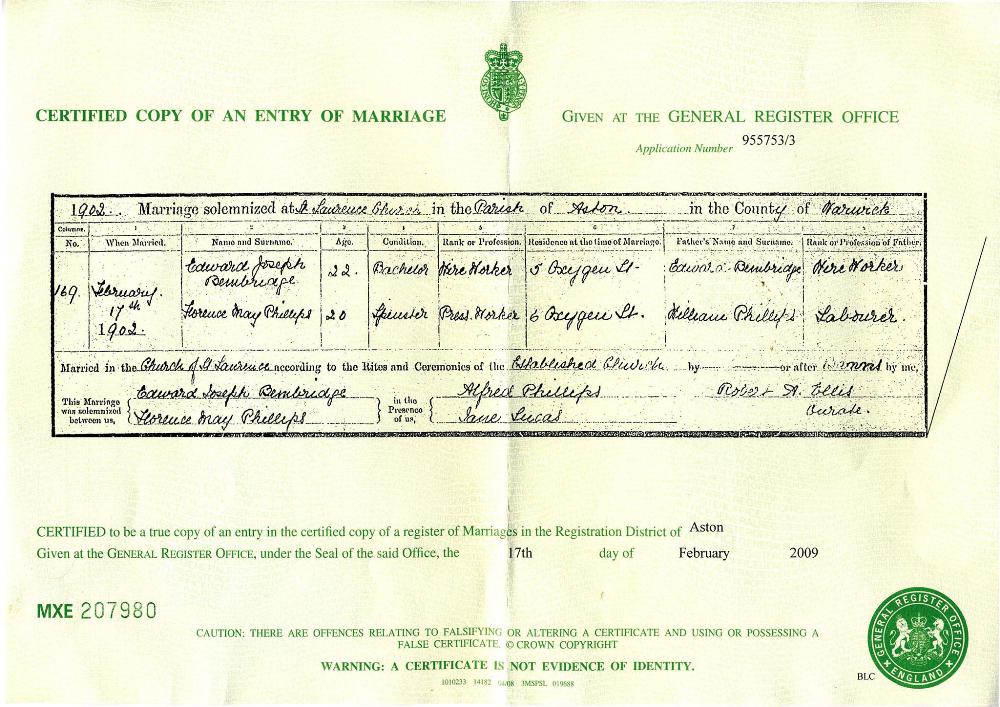 CERTIFIED COPY OF AN ENTRY OF MARRIAGE
GIVEN AT THE GENERAL REGISTER OFFICE
Application Number 955753/3
1902. Marriage solemnized at St Laurence Church in the Parish of Aston in the County of Warwick
Columns. 1 2 3 4 5 6 7 8
No. When Married. Name and Surname. Age. Condition. Rank or Profession. Residence at the time of Marriage. Father's Name and Surname. Rank or Profession of Father.
169. February 17th 1902.
Edward Joseph Bembridge 22. Bachelor Wire Worker 5 Oxygen St. Edward Bembridge Wire Worker
Florence May Phillips 20 Spinster Press Worker 6 Oxygen St. William Phillips Labourer.
Married in the Church of St Laurence according to the Rites and Ceremonies of the Established Church by or after Banns by me,
This Marriage was solemnized between us,
Edward Joseph Bembridge
Florence May Phillips
in the Presence of us,
Alfred Phillips
Jane Lucas
Robert A. Ellis
Curate.
CERTIFIED to be a true copy of an entry in the certified copy of a register of Marriages in the Registration District of Aston
Given at the GENERAL REGISTER OFFICE, under the Seal of the said Office, the 17th day of February 2009
MXE 207980
CAUTION: THERE ARE OFFENCES RELATING TO FALSIFYING OR ALTERING A CERTIFICATE AND USING OR POSSESSING A
FALSE CERTIFICATE. © CROWN COPYRIGHT
WARNING: A CERTIFICATE IS NOT EVIDENCE OF IDENTITY.
1010233 14182 04/08 3MSPSL 019688
BLC
GENERAL REGISTER OFFICE
ENGLAND